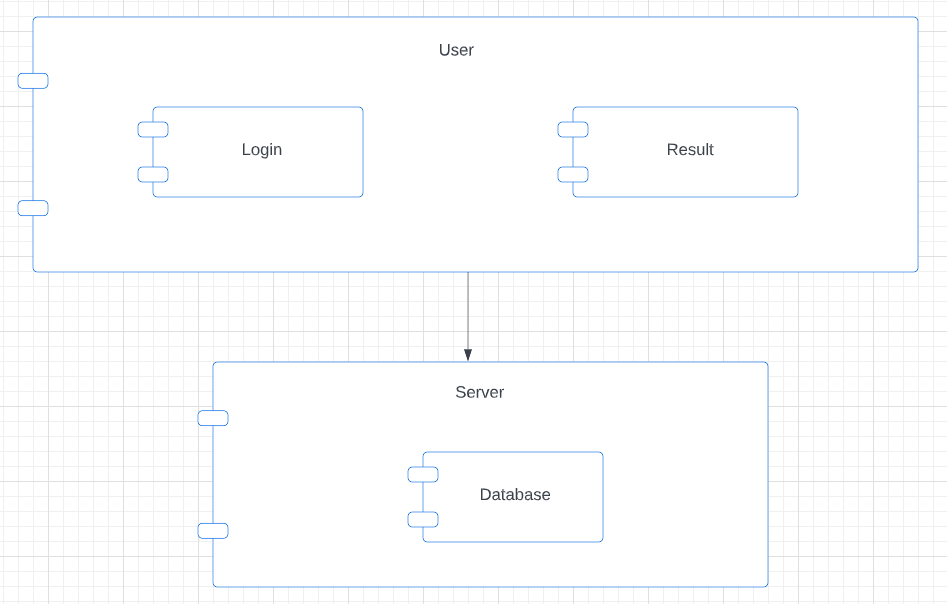 User
Login
Result
Server
Database